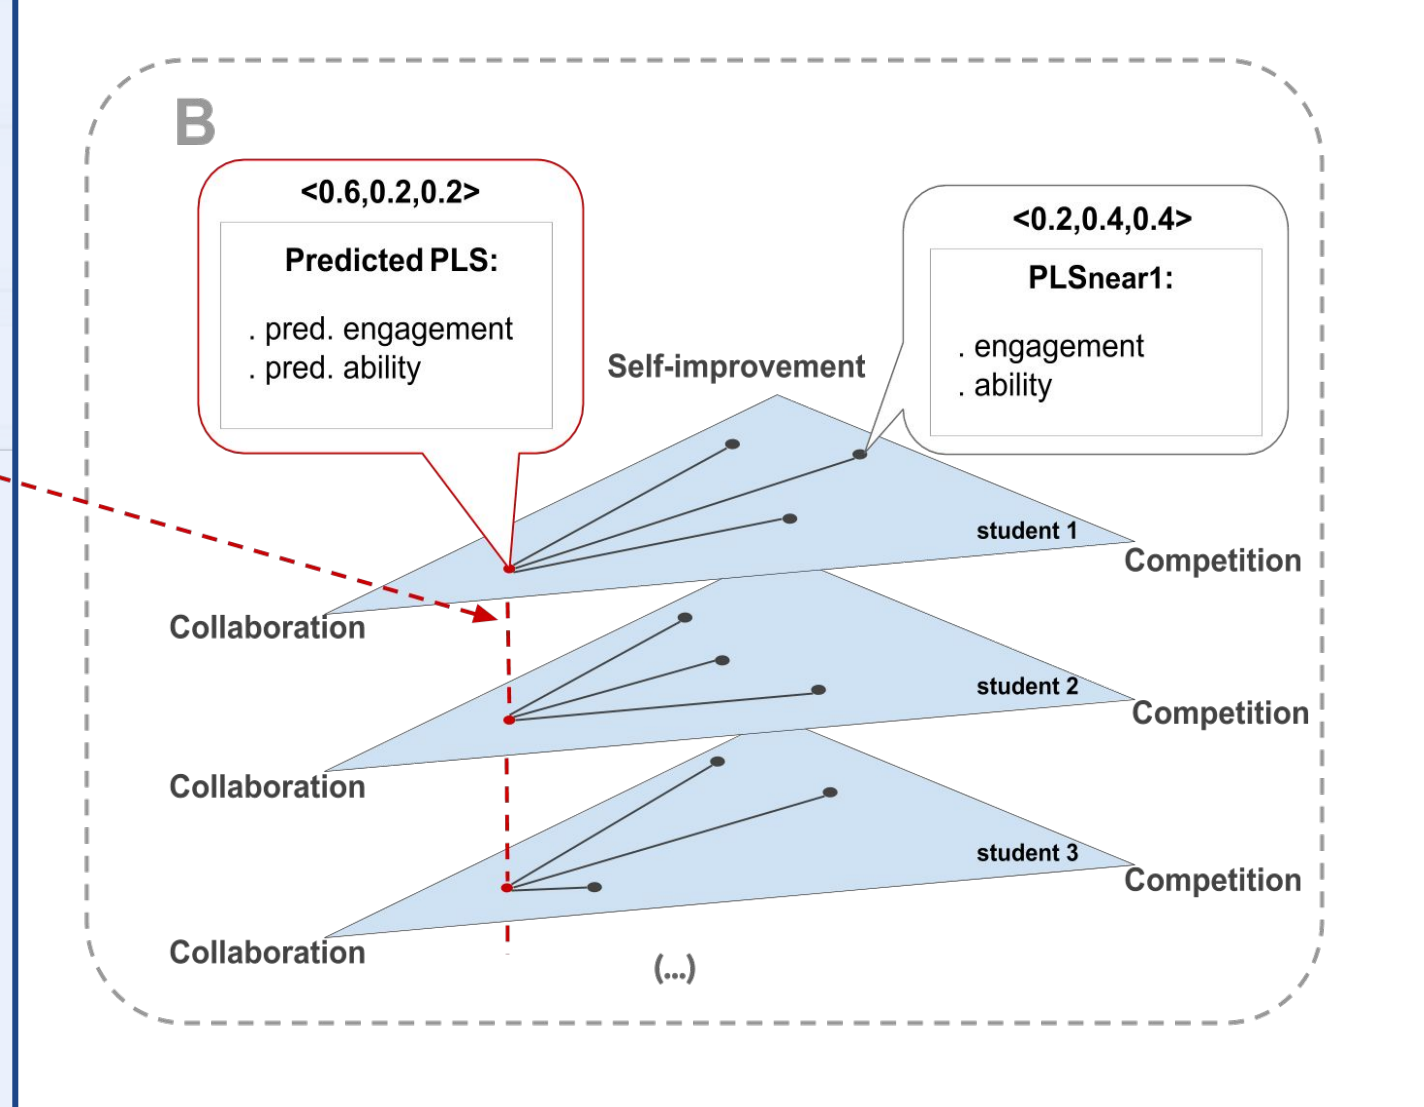 B
<0.6,0.2,0.2>
Predicted PLS:
. pred. engagement
. pred. ability
<0.2,0.4,0.4>
PLSnear1:
. engagement
. ability
Self-improvement
student 1
Competition
Collaboration
student 2
Competition
Collaboration
student 3
Competition
Collaboration
(...)